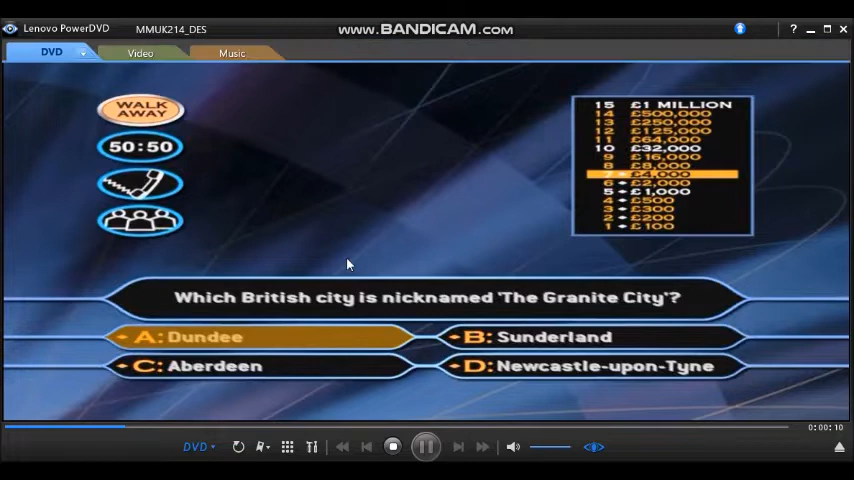 Lenovo PowerDVD
MMUK214_DES
www.BANDICAM.com
?
DVD
Video
Music
WALK
AWAY
50:50
15 £1 MILLION
14 £500,000
13 £250,000
12 £125,000
11 £64,000
10 £32,000
9 £16,000
8 £8,000
7 £4,000
6 £2,000
5 £1,000
4 £500
3 £300
2 £200
1 £100
Which British city is nicknamed 'The Granite City'?
A: Dundee
B: Sunderland
C: Aberdeen
D: Newcastle-upon-Tyne
0:00:10
DVD